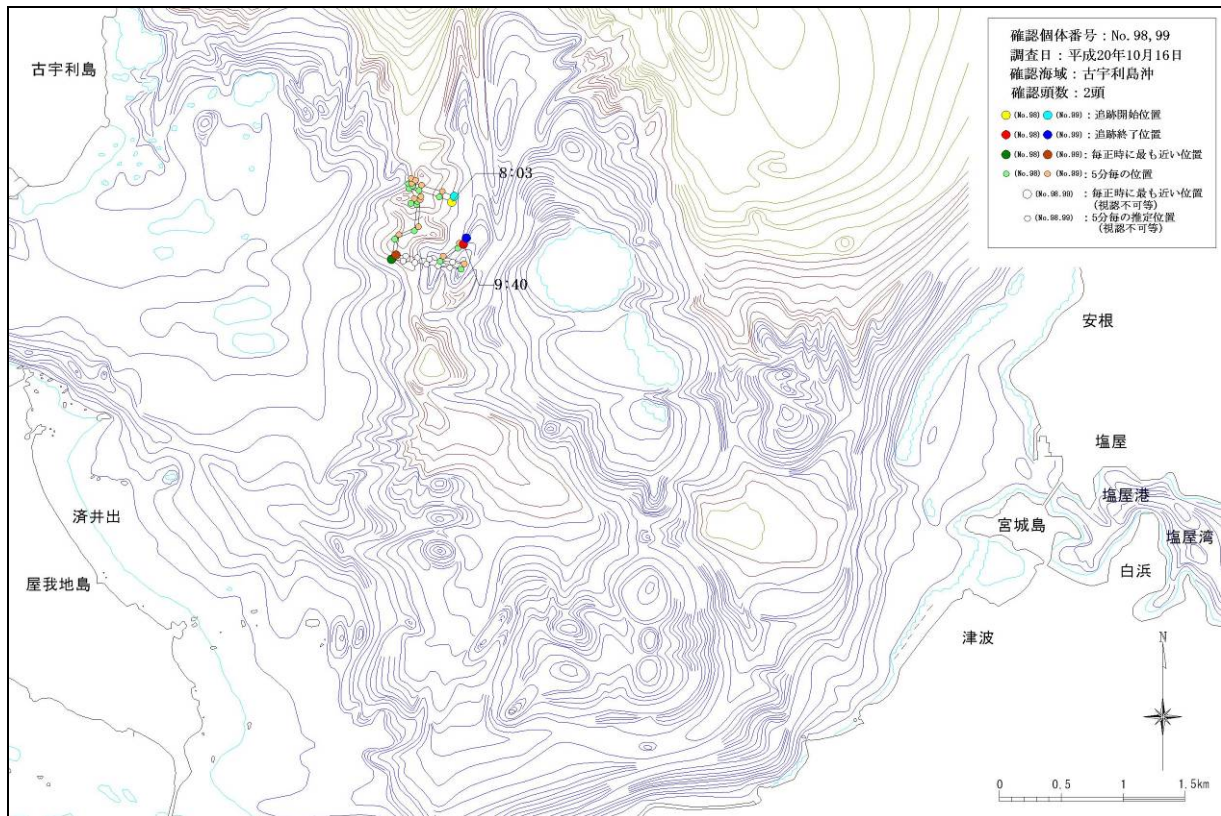 確認個体番号：No.98,99
調査日：平成20年10月16日
確認海域：古宇利島沖
確認頭数：2頭
(No.98) (No.99)：追跡開始位置
(No.98) (No.99)：追跡終了位置
(No.98) (No.99)：毎正時に最も近い位置
(No.98) (No.99)：5分毎の位置
(No.98.99)：毎正時に最も近い位置
(視認不可等)
(No.98.99)：5分毎の推定位置
(視認不可等)
古宇利島
8:03
9:40
安根
塩屋
塩屋港
宮城島
塩屋湾
白浜
済井出
屋我地島
津波
N
0 0.5 1 1.5km